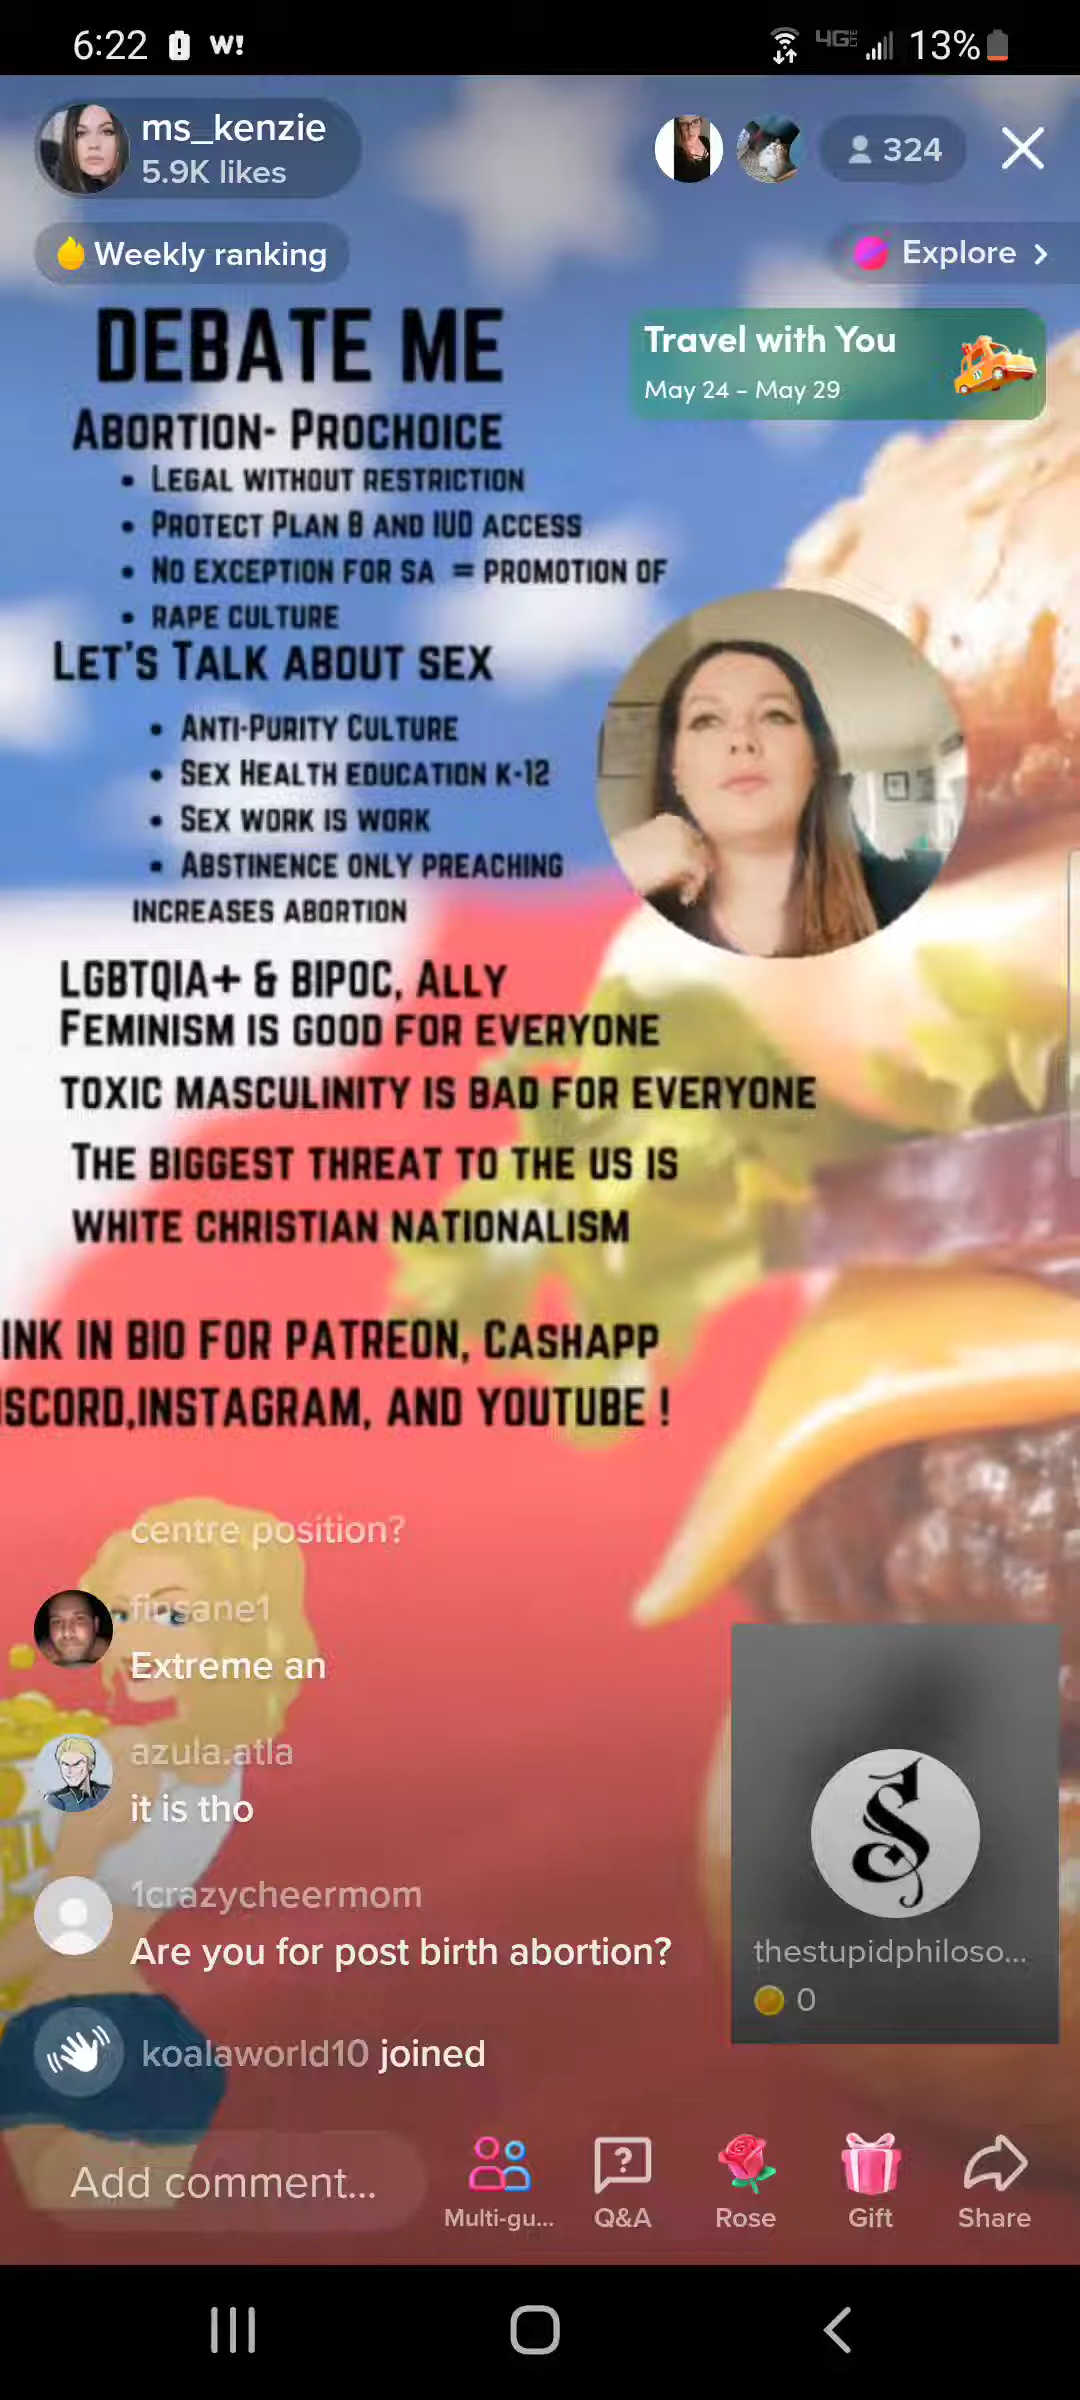 6:22 W! 4GE 13%
ms_kenzie
5.9K likes
324
Weekly ranking
Explore >
DEBATE ME
Travel with You
May 24 - May 29
ABORTION- PROCHOICE
• LEGAL WITHOUT RESTRICTION
• PROTECT PLAN B AND IUD ACCESS
• NO EXCEPTION FOR SA = PROMOTION OF
• RAPE CULTURE
LET'S TALK ABOUT SEX
• ANTI-PURITY CULTURE
• SEX HEALTH EDUCATION K-12
• SEX WORK IS WORK
• ABSTINENCE ONLY PREACHING
INCREASES ABORTION
LGBTQIA+ & BIPOC, ALLY
FEMINISM IS GOOD FOR EVERYONE
TOXIC MASCULINITY IS BAD FOR EVERYONE
THE BIGGEST THREAT TO THE US IS
WHITE CHRISTIAN NATIONALISM
INK IN BIO FOR PATREON, CASHAPP
ISCORD,INSTAGRAM, AND YOUTUBE !
centre position?
finsane1
Extreme an
azula.atla
it is tho
1crazycheermom
Are you for post birth abortion?
thestupidphiloso...
0
koalaworld10 joined
Add comment...
Multi-gu...
Q&A
Rose
Gift
Share